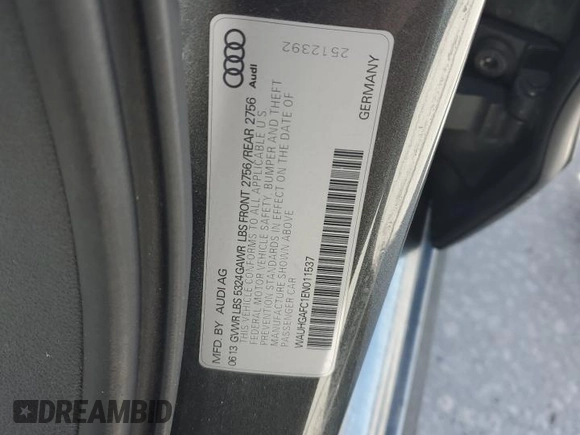 MFD. BY AUDI AG
0613 GVWR LBS 5324 GAWR LBS FRONT 2756/REAR 2756
THIS VEHICLE CONFORMS TO ALL APPLICABLE U S
FEDERAL MOTOR VEHICLE SAFETY, BUMPER AND THEFT
PREVENTION STANDARDS IN EFFECT ON THE DATE OF
MANUFACTURE SHOWN ABOVE
PASSENGER CAR
WAUHGAFC1EN011537
GERMANY
Audi
2512392
DREAMBID